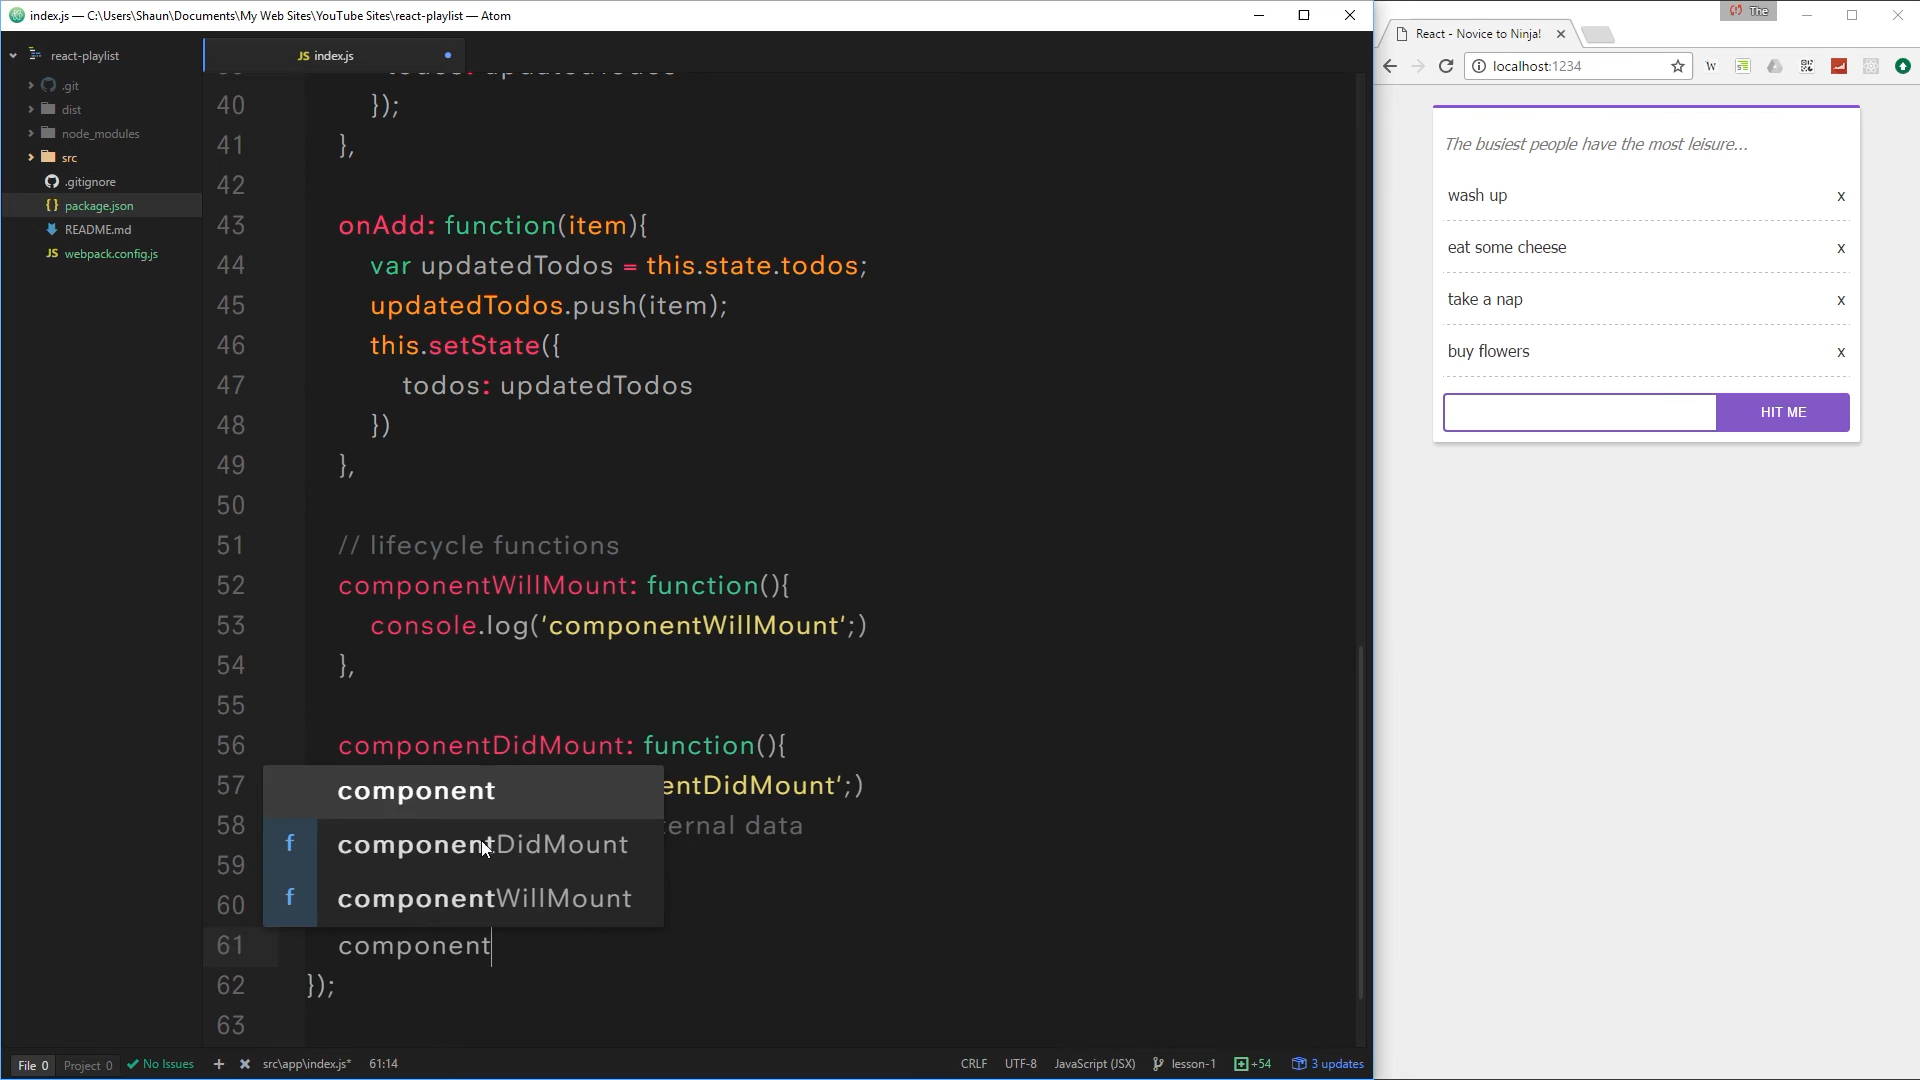 index.js — C:\Users\Shaun\Documents\My Web Sites\YouTube Sites\react-playlist — Atom
react-playlist
.git
dist
node_modules
src
.gitignore
package.json
README.md
webpack.config.js
JS index.js
40 });
41 },
42
43 onAdd: function(item){
44 var updatedTodos = this.state.todos;
45 updatedTodos.push(item);
46 this.setState({
47 todos: updatedTodos
48 })
49 },
50
51 // lifecycle functions
52 componentWillMount: function(){
53 console.log('componentWillMount';)
54 },
55
56 componentDidMount: function(){
57 entDidMount';)
58 ternal data
59
60
61 component
62 });
63
component
f componentDidMount
f componentWillMount
File 0 Project 0 No Issues + src\app\index.js* 61:14
CRLF UTF-8 JavaScript (JSX) lesson-1 +54 3 updates
The
React - Novice to Ninja!
localhost:1234
The busiest people have the most leisure...
wash up x
eat some cheese x
take a nap x
buy flowers x
HIT ME